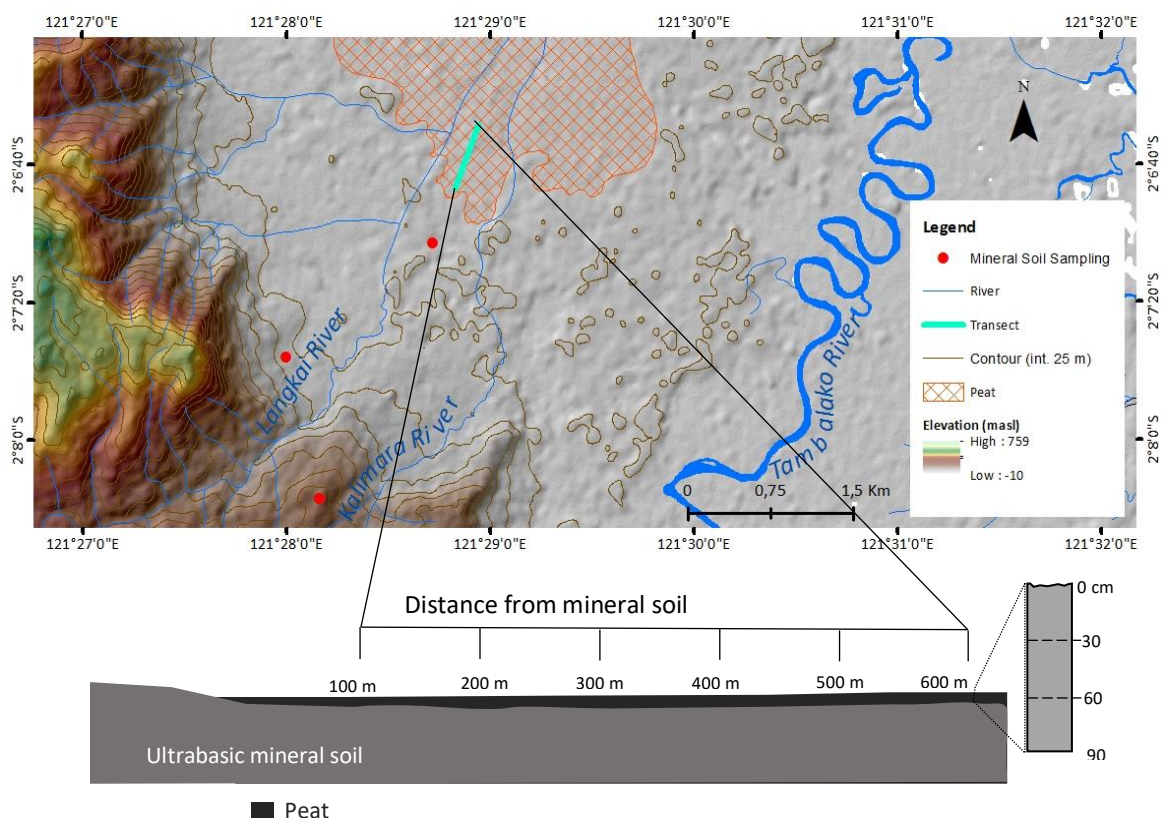 121°27'0"E 121°28'0"E 121°29'0"E 121°30'0"E 121°31'0"E 121°32'0"E
N
2°6'40"S 2°6'40"S
2°7'20"S 2°7'20"S
2°8'0"S 2°8'0"S
Langkai River
Kalimara River
Tambalako River
Legend
Mineral Soil Sampling
River
Transect
Contour (int. 25 m)
Peat
Elevation (masl)
High : 759
Low : -10
0 0,75 1,5 Km
121°27'0"E 121°28'0"E 121°29'0"E 121°30'0"E 121°31'0"E 121°32'0"E
Distance from mineral soil
100 m 200 m 300 m 400 m 500 m 600 m
0 cm
30
60
90
Ultrabasic mineral soil
Peat